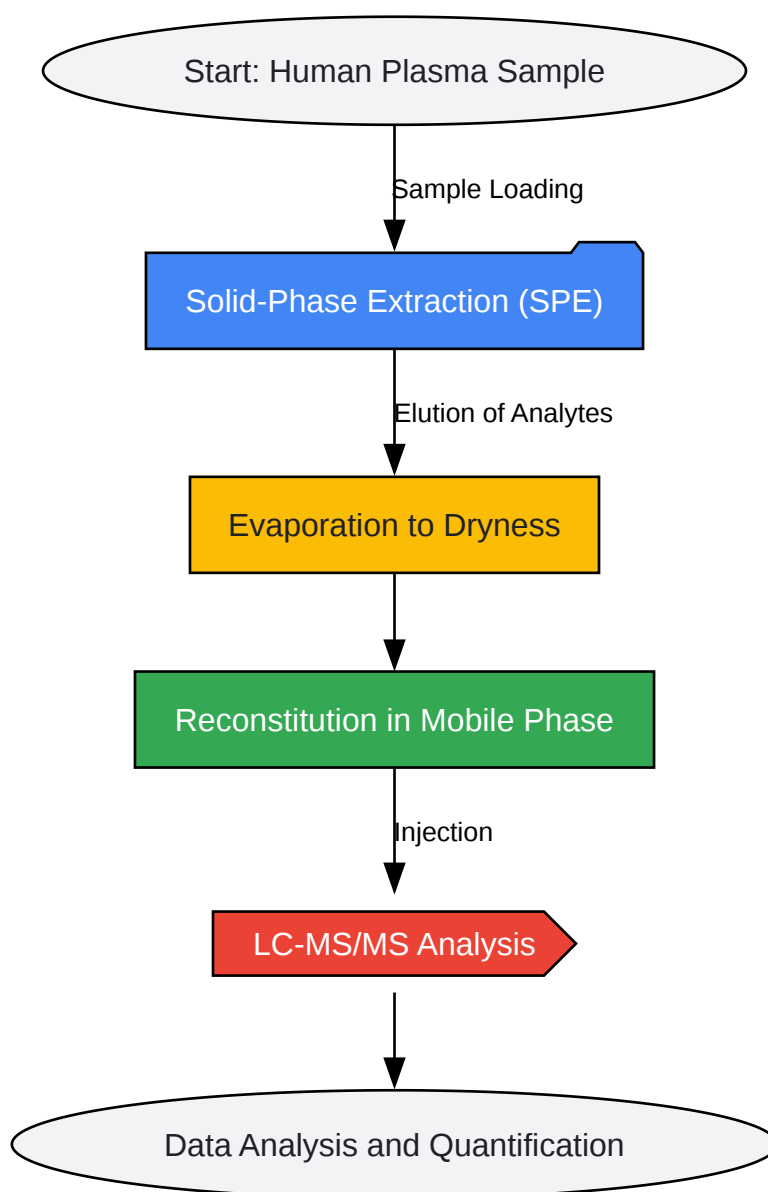 Start: Human Plasma Sample
Sample Loading
Solid-Phase Extraction (SPE)
Elution of Analytes
Evaporation to Dryness
Reconstitution in Mobile Phase
Injection
LC-MS/MS Analysis
Data Analysis and Quantification